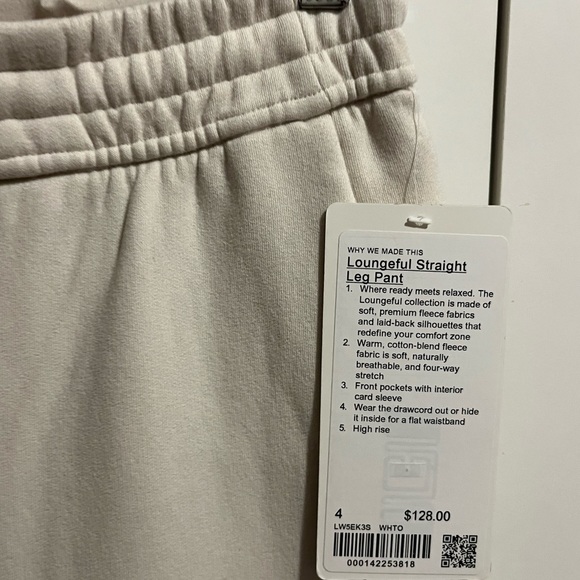 WHY WE MADE THIS
Loungeful Straight
Leg Pant
1. Where ready meets relaxed. The
Loungeful collection is made of
soft, premium fleece fabrics
and laid-back silhouettes that
redefine your comfort zone
2. Warm, cotton-blend fleece
fabric is soft, naturally
breathable, and four-way
stretch
3. Front pockets with interior
card sleeve
4. Wear the drawcord out or hide
it inside for a flat waistband
5. High rise
4 $128.00
LW5EK3S WHTO
000142253818